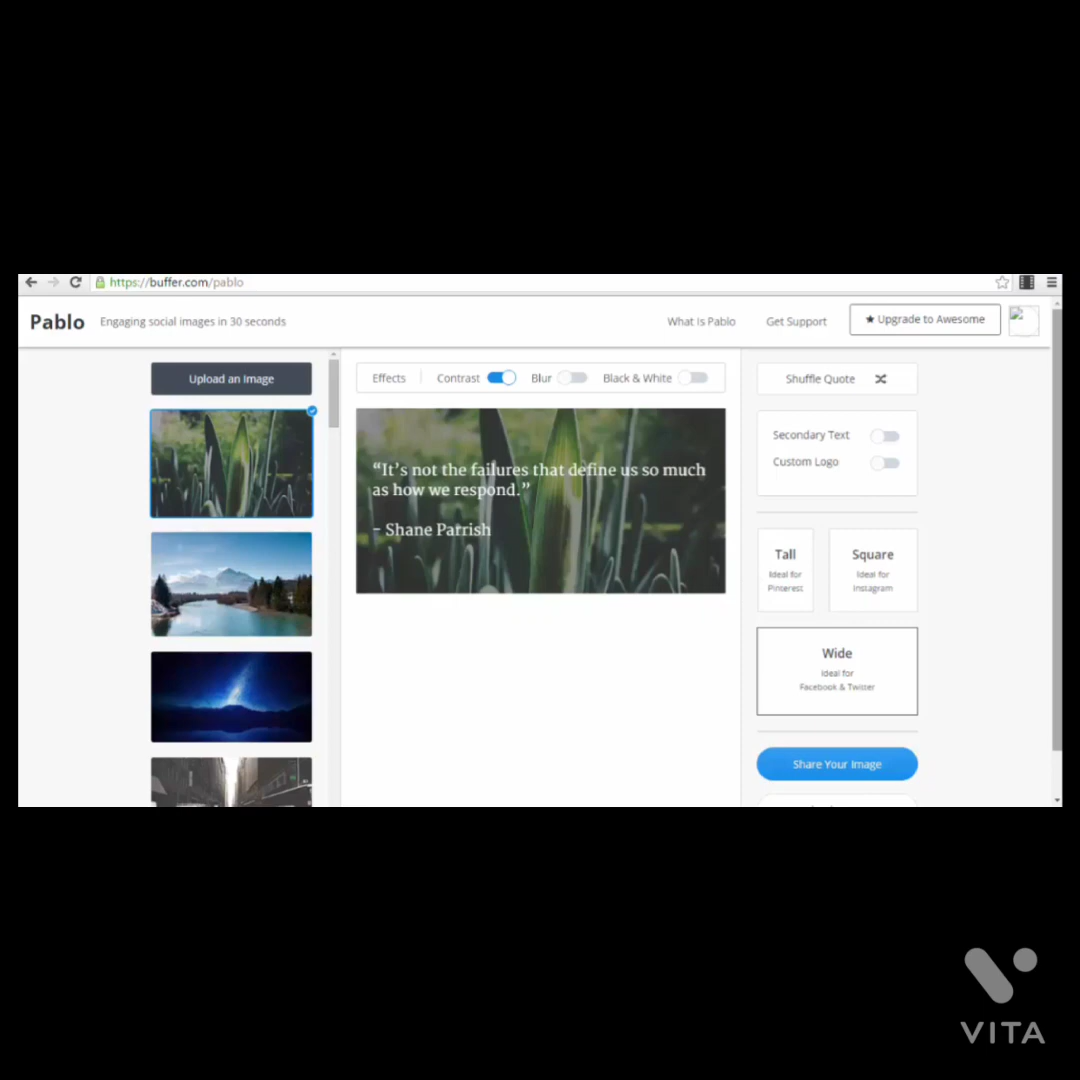 https://buffer.com/pablo
Pablo
Engaging social images in 30 seconds
What Is Pablo
Get Support
★ Upgrade to Awesome
Upload an Image
Effects
Contrast
Blur
Black & White
Shuffle Quote
“It’s not the failures that define us so much
as how we respond.”
– Shane Parrish
Secondary Text
Custom Logo
Tall
Ideal for
Pinterest
Square
Ideal for
Instagram
Wide
Ideal for
Facebook & Twitter
Share Your Image
VITA